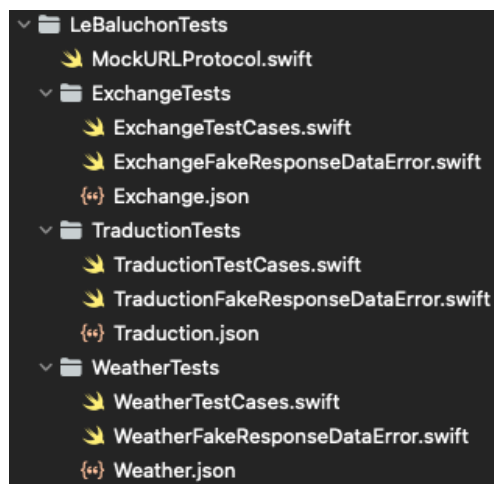 LeBaluchonTests
MockURLProtocol.swift
ExchangeTests
ExchangeTestCases.swift
ExchangeFakeResponseDataError.swift
Exchange.json
TraductionTests
TraductionTestCases.swift
TraductionFakeResponseDataError.swift
Traduction.json
WeatherTests
WeatherTestCases.swift
WeatherFakeResponseDataError.swift
Weather.json